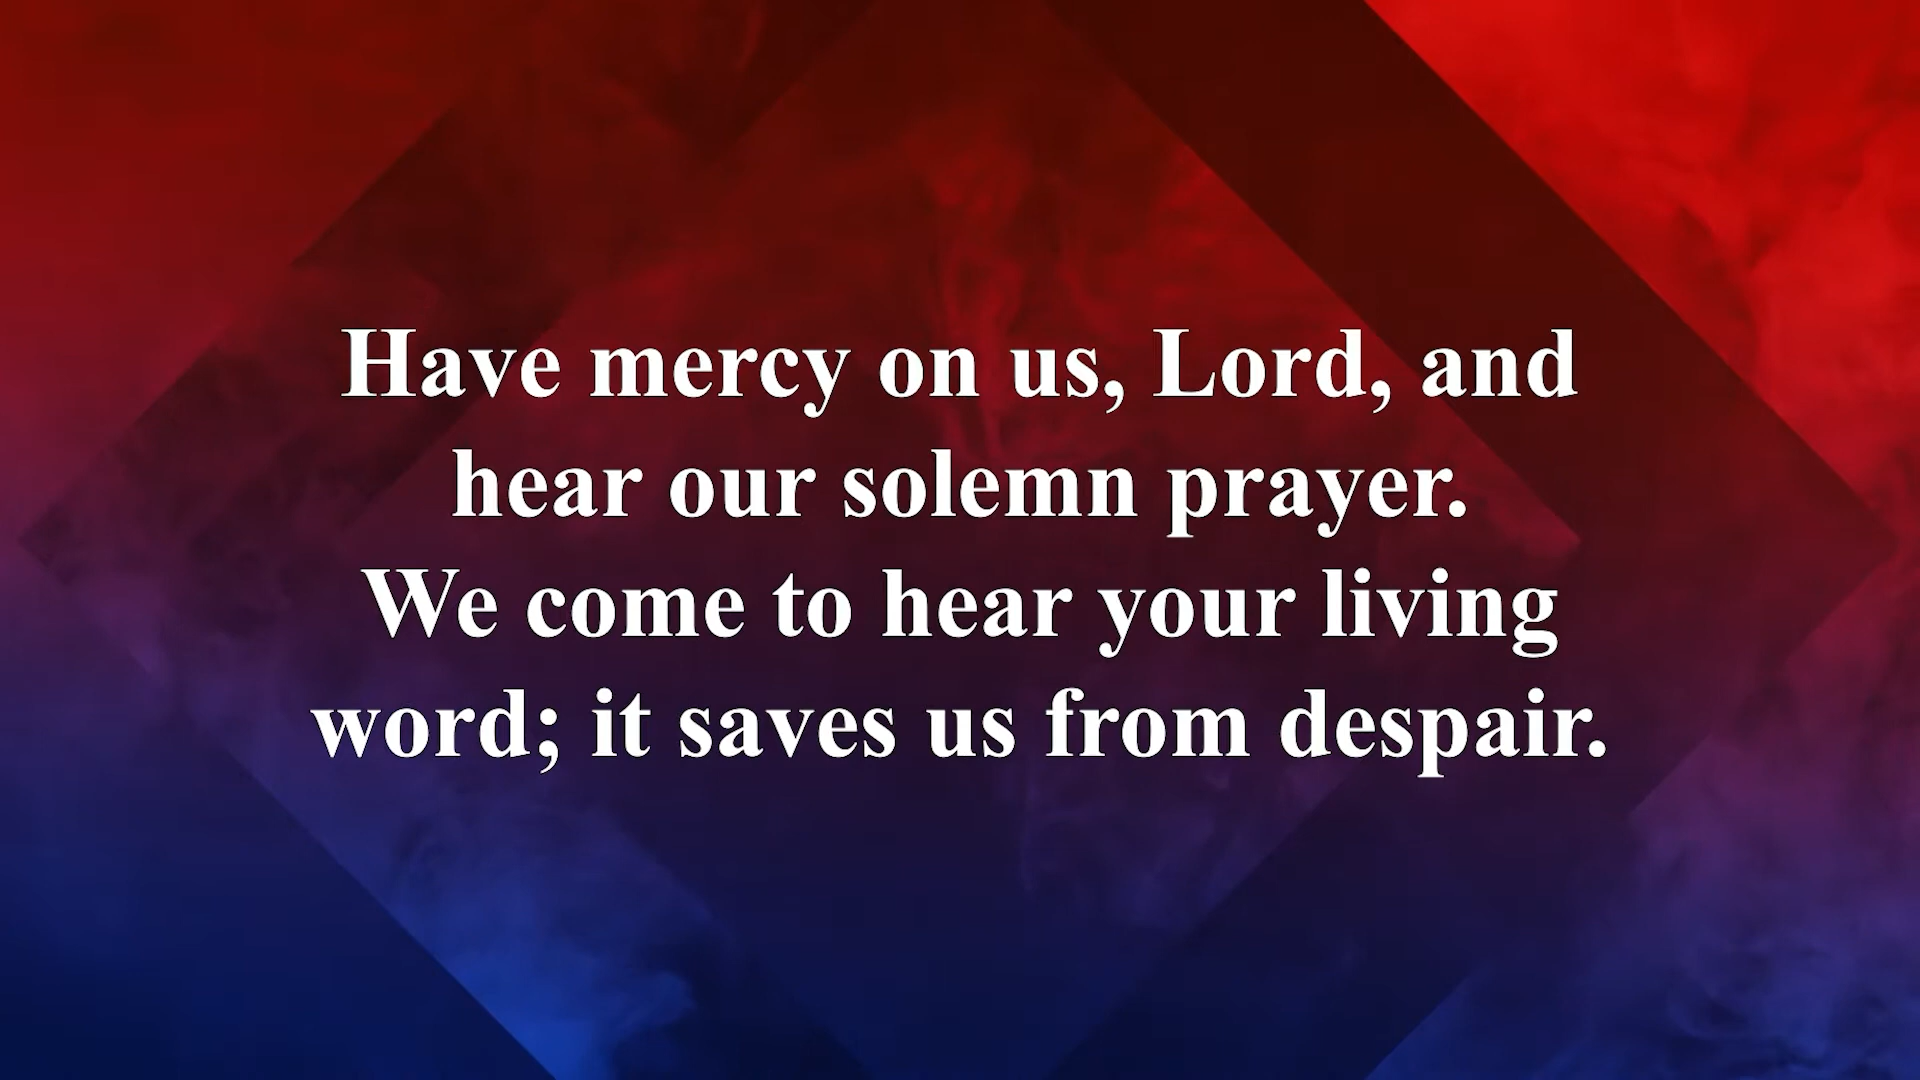 Have mercy on us, Lord, and
hear our solemn prayer.
We come to hear your living
word; it saves us from despair.